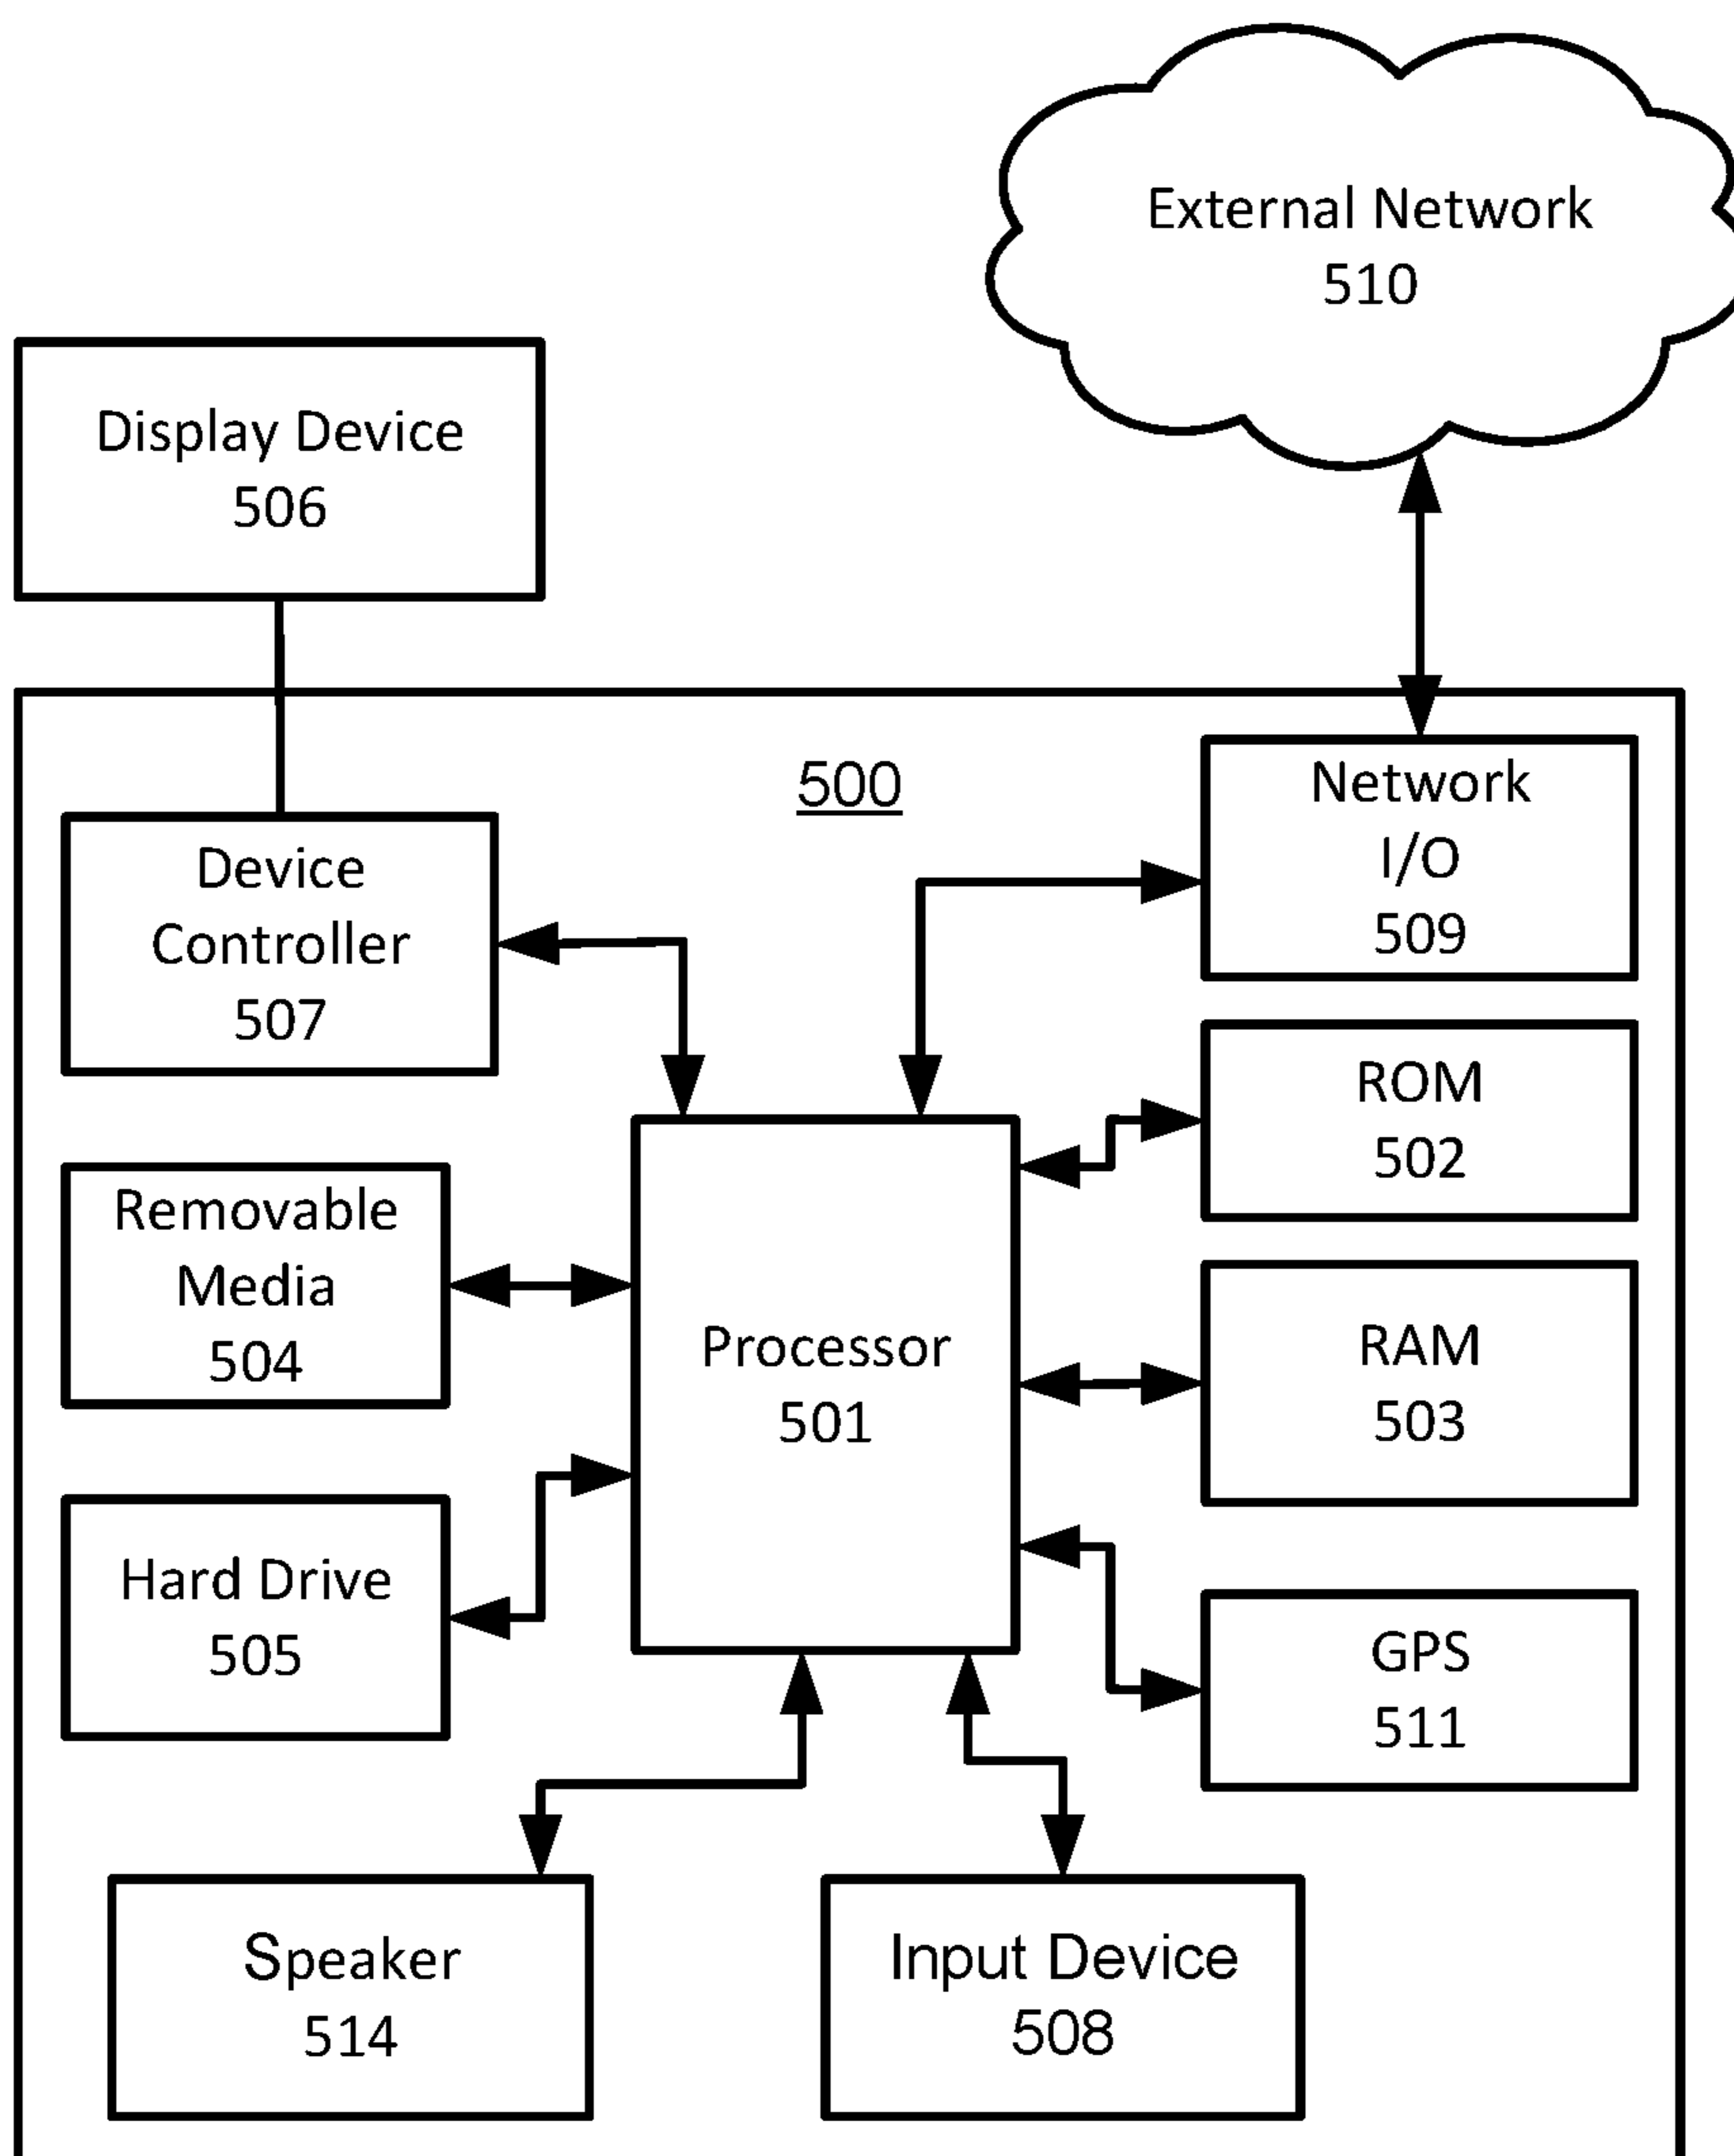 External Network
510
Display Device
506
500
Network
I/O
509
Device
Controller
507
ROM
502
Removable
Media
504
Processor
501
RAM
503
Hard Drive
505
GPS
511
Speaker
514
Input Device
508